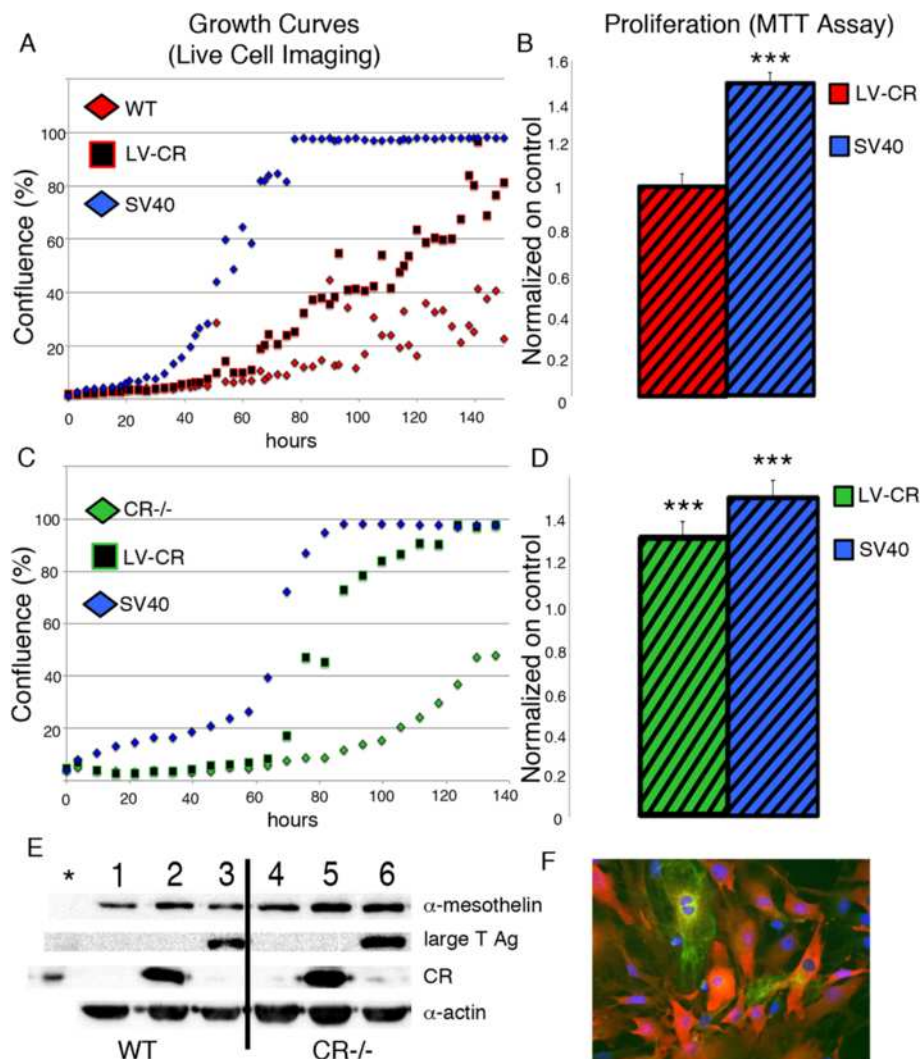 Growth Curves
(Live Cell Imaging)
Proliferation (MTT Assay)
A
Confluence (%)
100
80
60
40
20
0 20 40 60 80 100 120 140
hours
WT
LV-CR
SV40
B
Normalized on control
1.6
1.4
1.2
1
0.8
0.6
0.4
0.2
0
***
LV-CR
SV40
C
Confluence (%)
100
80
60
40
20
0 20 40 60 80 100 120 140
hours
CR-/-
LV-CR
SV40
D
Normalized on control
1.4
1.2
1.0
0.8
0.6
0.4
0.2
0
***
***
LV-CR
SV40
E
* 1 2 3 4 5 6
α-mesothelin
large T Ag
CR
α-actin
WT CR-/-
F